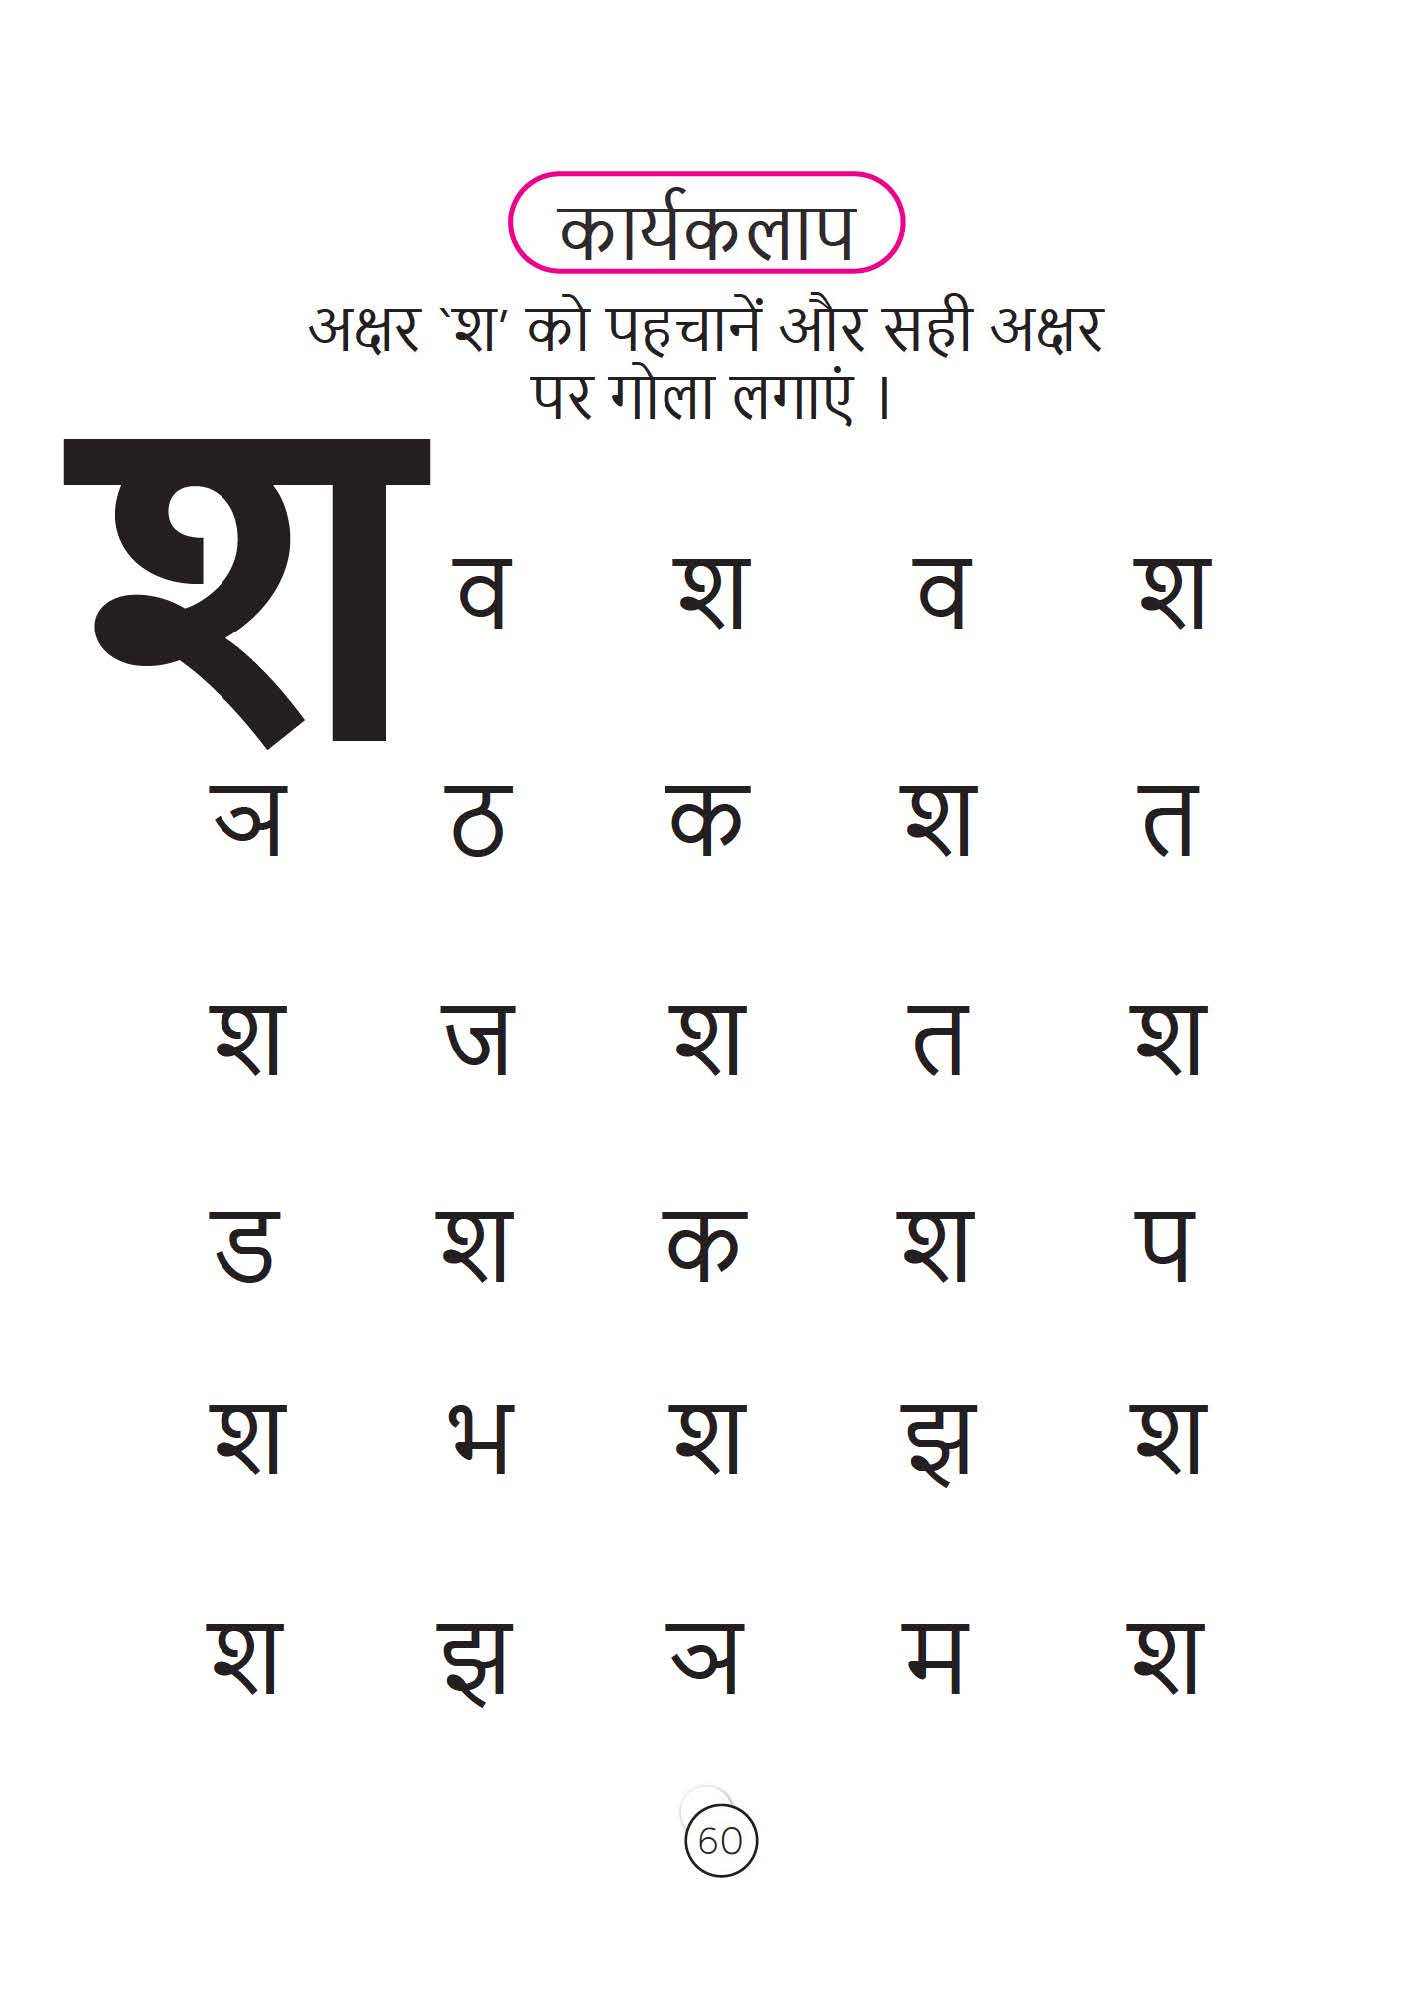 कार्यकलाप
अक्षर ‘श’ को पहचानें और सही अक्षर
पर गोला लगाएं ।
श
व श व श
ञ ठ क श त
श ज श त श
ड श क श प
श भ श झ श
श झ ञ म श
60